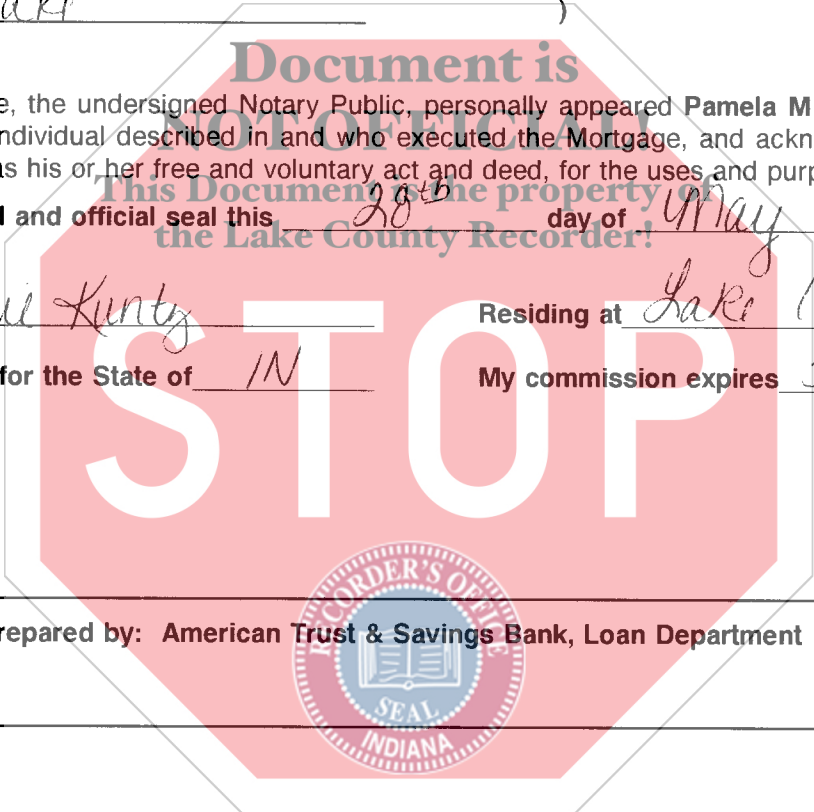 Document is
e, the undersigned Notary Public, personally appeared Pamela M
NOT OFFICIAL!
ndividual described in and who executed the Mortgage, and ackn
s his or her free and voluntary act and deed, for the uses and purp
This Document is the property of
and official seal this 28th day of May
the Lake County Recorder!
Kuntz Residing at Lake
STOP
for the State of IN My commission expires
RECORDER'S OFFICE
repared by: American Trust & Savings Bank, Loan Department
SEAL
INDIANA